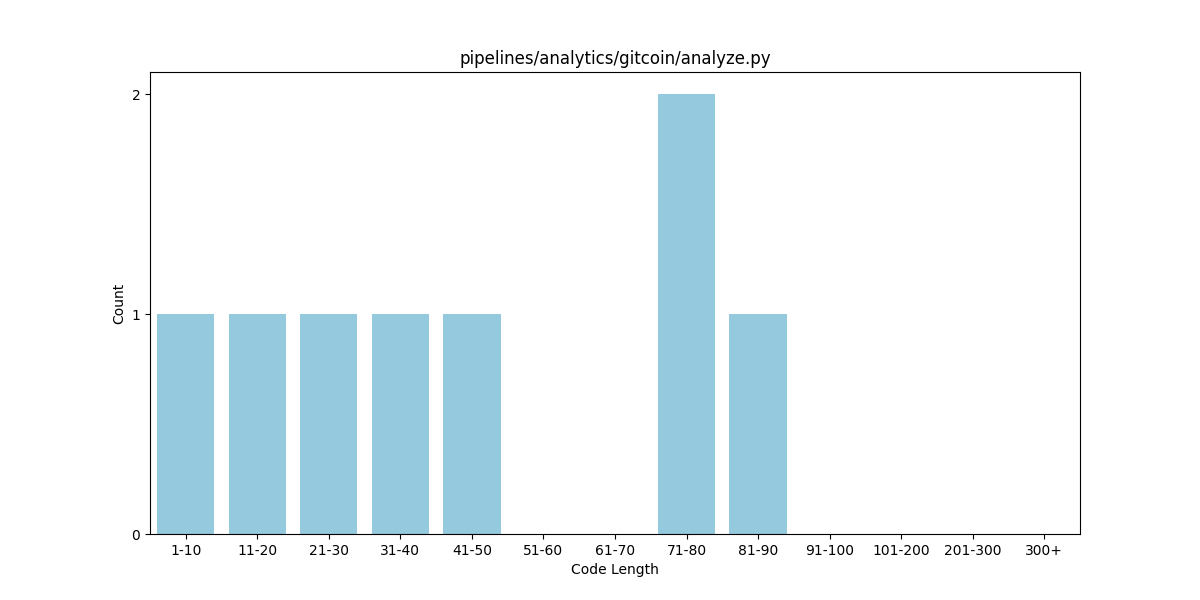 pipelines/analytics/gitcoin/analyze.py
Count
2
1
0
1-10 11-20 21-30 31-40 41-50 51-60 61-70 71-80 81-90 91-100 101-200 201-300 300+
Code Length